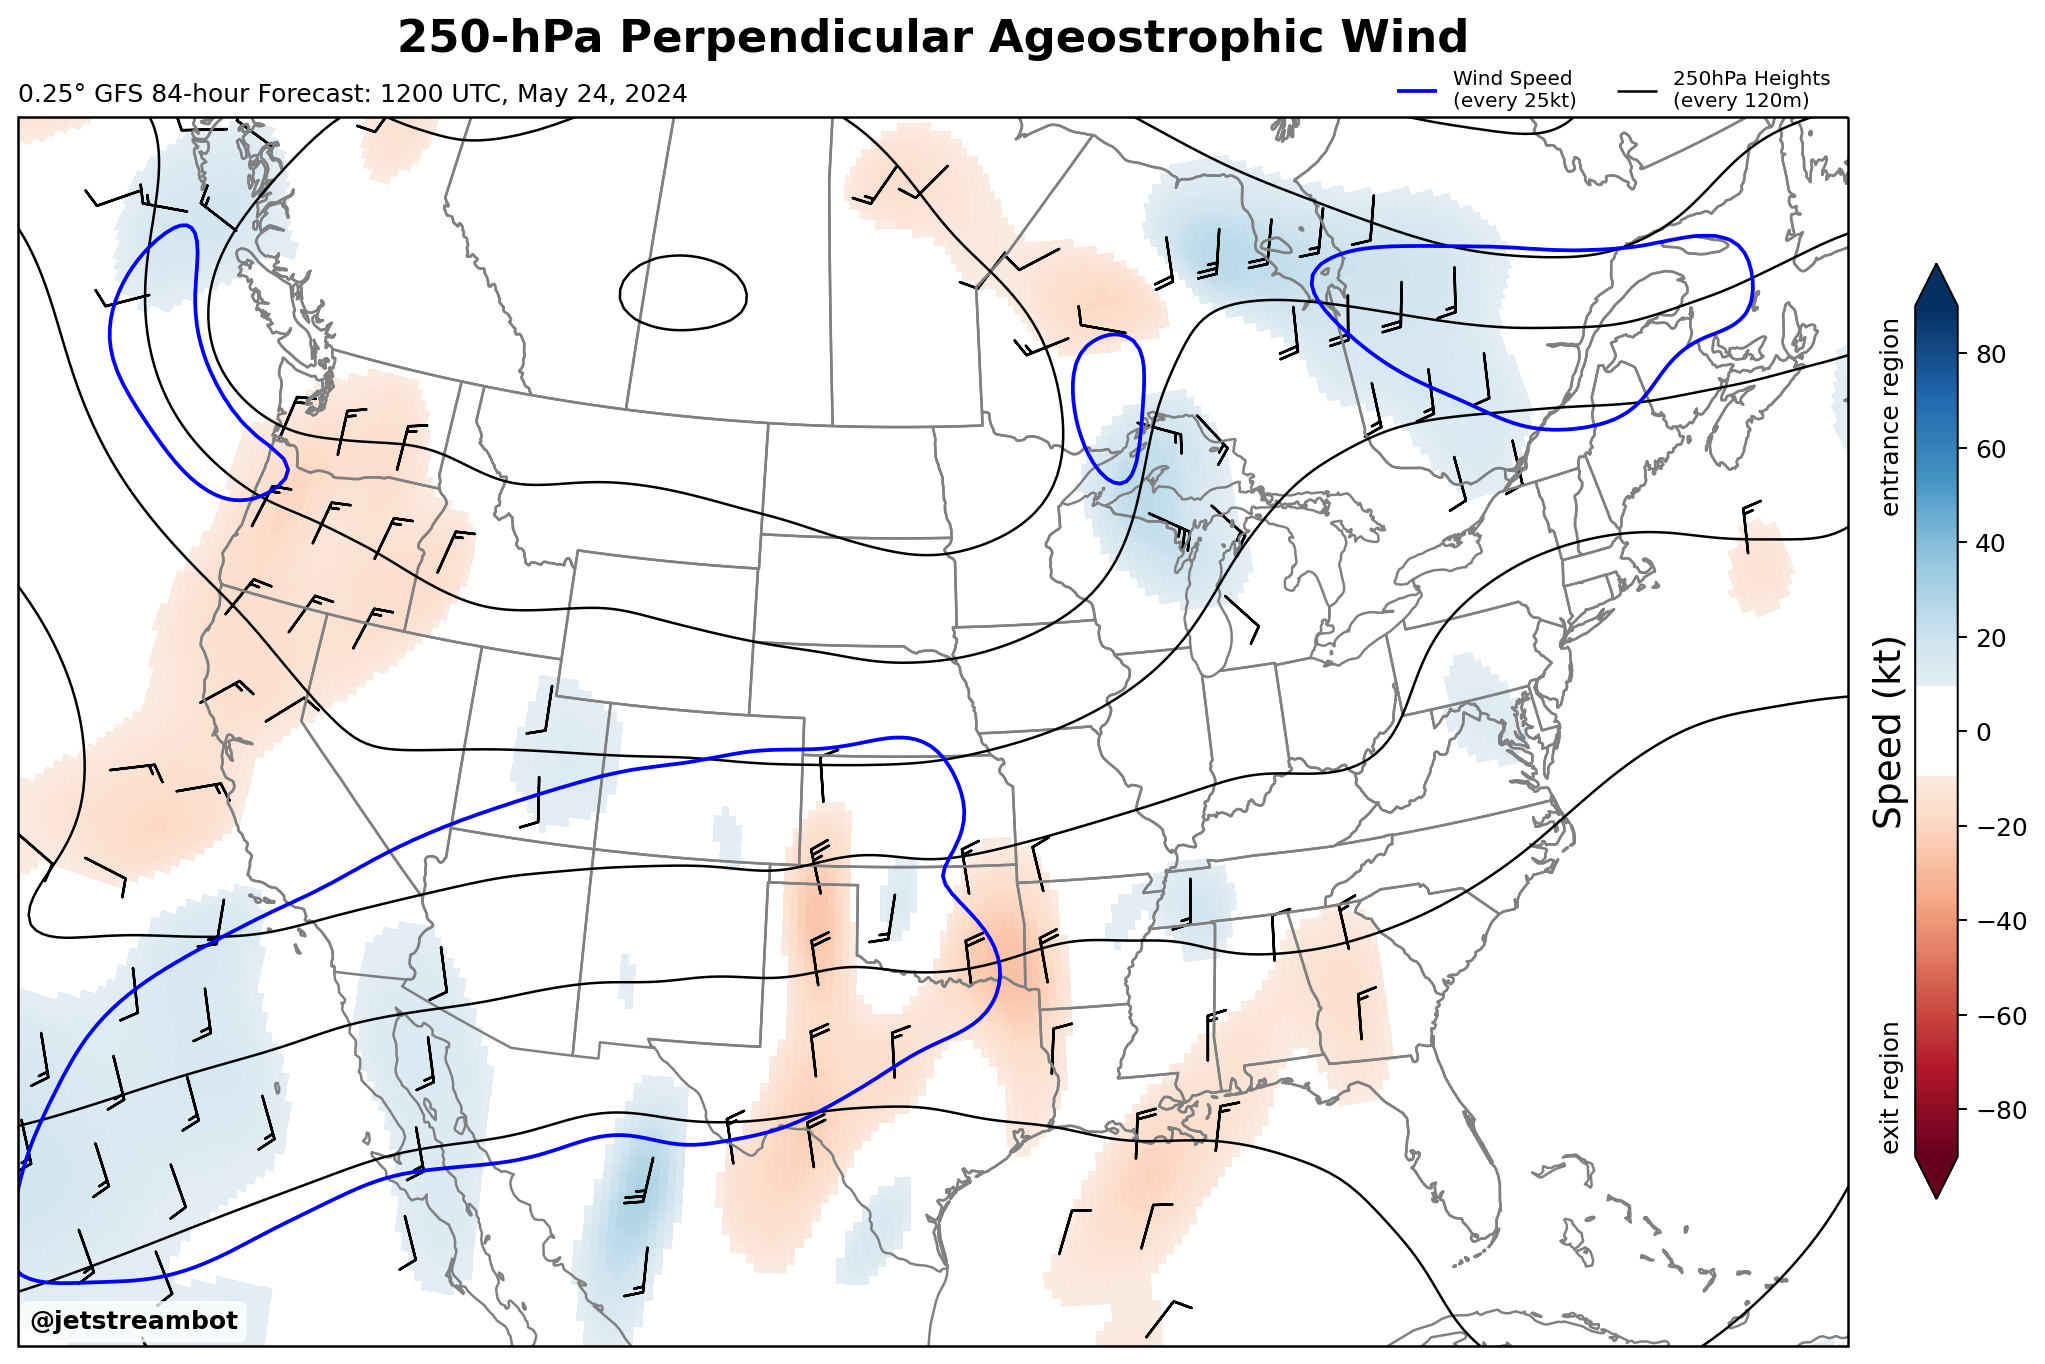 250-hPa Perpendicular Ageostrophic Wind
0.25° GFS 84-hour Forecast: 1200 UTC, May 24, 2024
Wind Speed
(every 25kt)
250hPa Heights
(every 120m)
entrance region
exit region
Speed (kt)
80
60
40
20
0
−20
−40
−60
−80
@jetstreambot